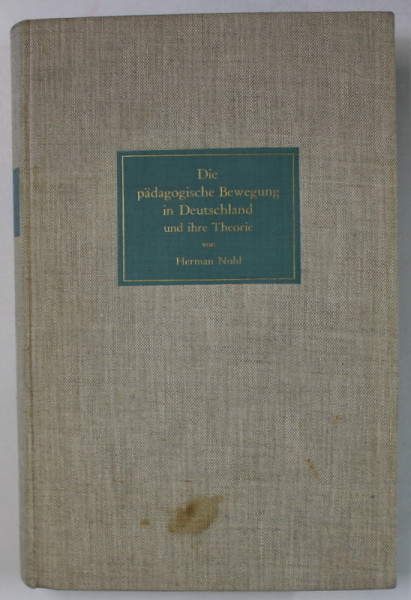 Die
pädagogische Bewegung
in Deutschland
und ihre Theorie
von
Herman Nohl